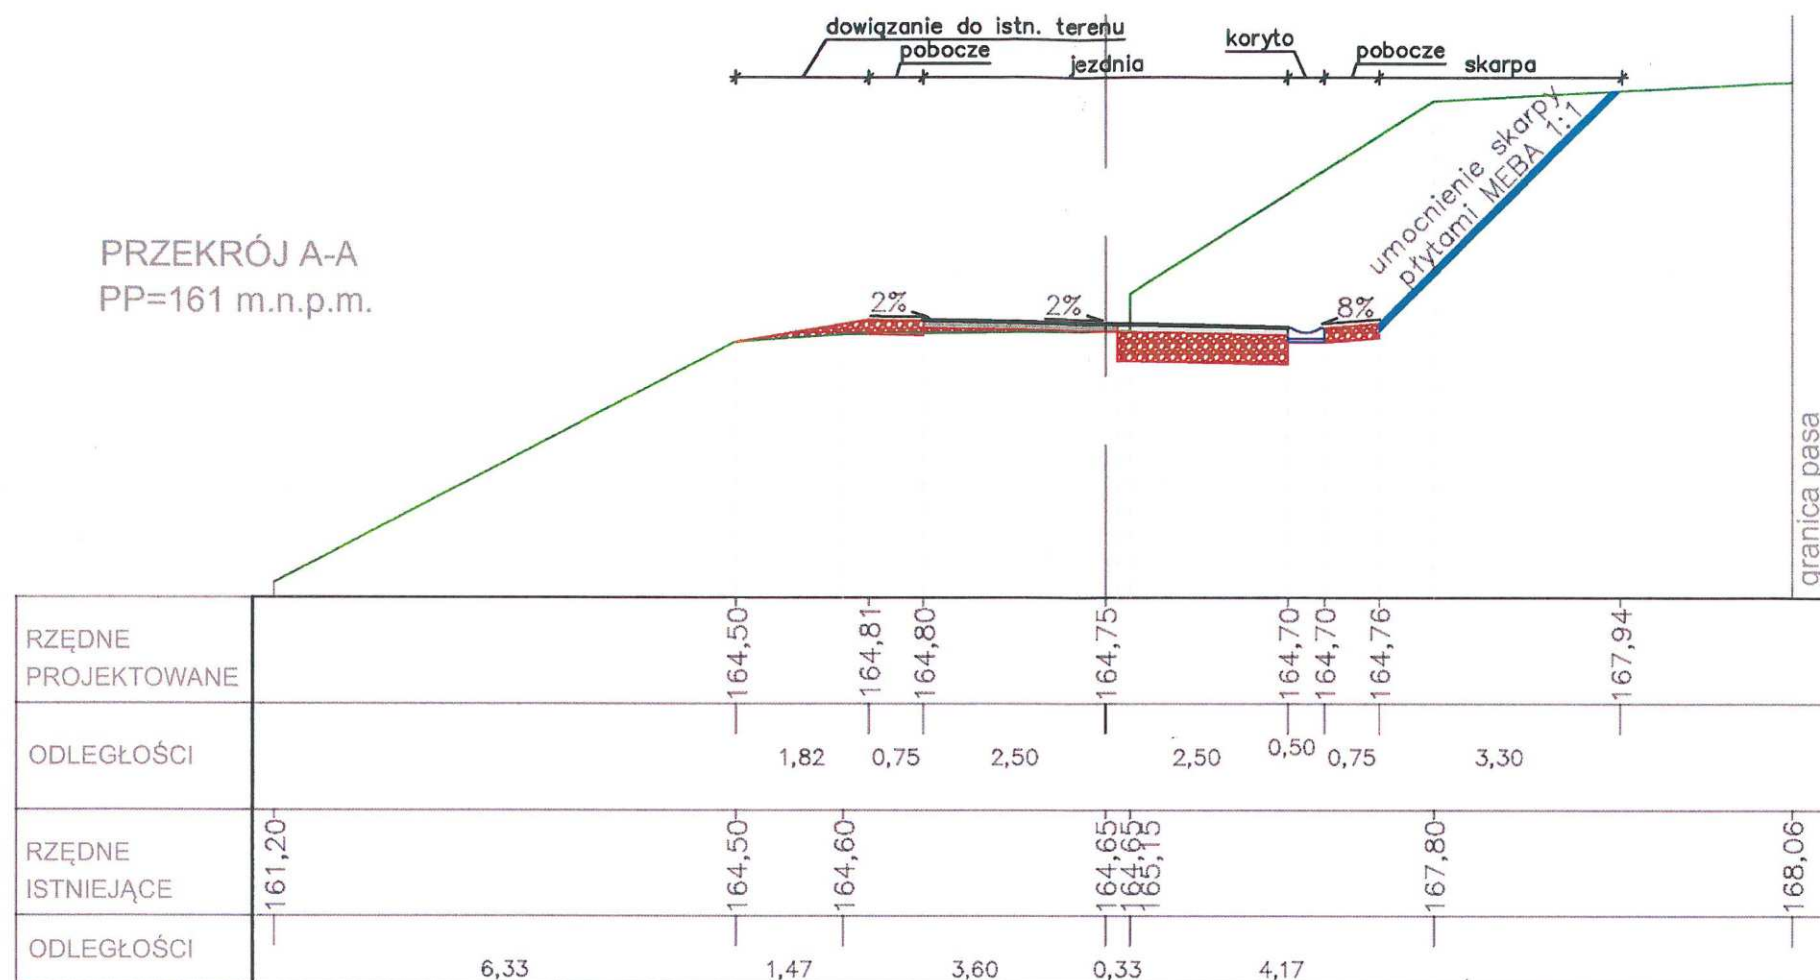 dowiązanie do istn. terenu
pobocze
jezdnia
koryto
pobocze
skarpa
umocnienie skarpy
płytami MEBA 1:1
PRZEKRÓJ A-A
PP=161 m.n.p.m.
2%
2%
8%
granica pasa
RZĘDNE
PROJEKTOWANE
164,50
164,81
164,80
164,75
164,70
164,70
164,76
167,94
ODLEGŁOŚCI
1,82
0,75
2,50
2,50
0,50
0,75
3,30
RZĘDNE
ISTNIEJĄCE
161,20
164,50
164,60
164,65
164,65
165,15
167,80
168,06
ODLEGŁOŚCI
6,33
1,47
3,60
0,33
4,17